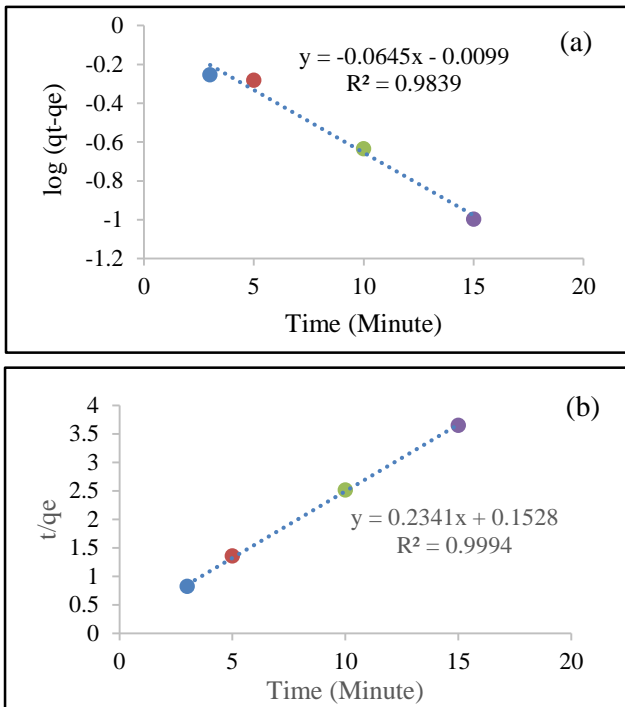 (a)
y = -0.0645x - 0.0099
R² = 0.9839
0
-0.2
-0.4
-0.6
-0.8
-1
-1.2
log (qt-qe)
0 5 10 15 20
Time (Minute)
(b)
4
3.5
3
2.5
2
1.5
1
0.5
0
t/qe
y = 0.2341x + 0.1528
R² = 0.9994
0 5 10 15 20
Time (Minute)